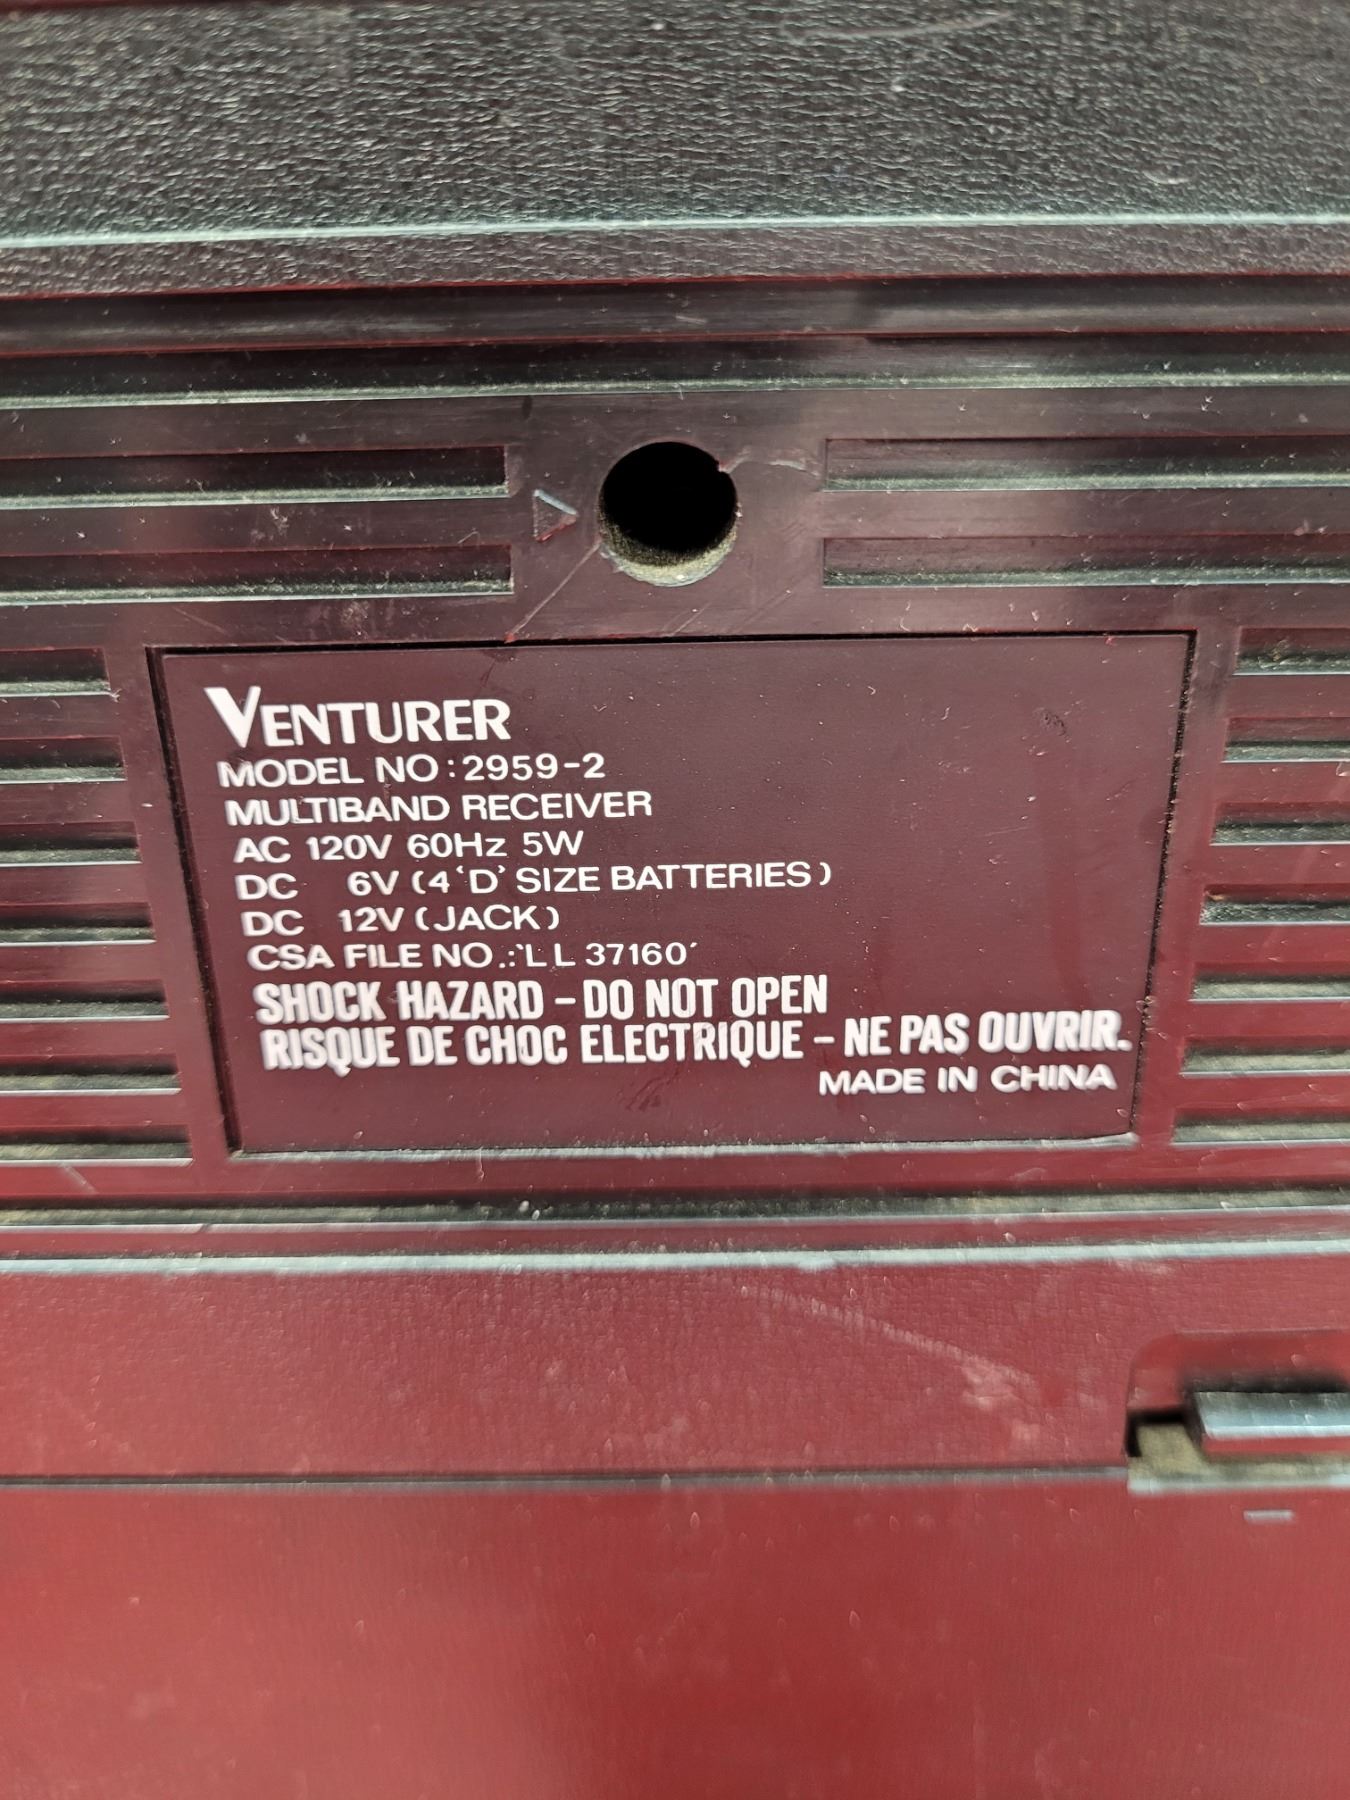 VENTURER
MODEL NO:2959-2
MULTIBAND RECEIVER
AC 120V 60Hz 5W
DC 6V (4 'D' SIZE BATTERIES)
DC 12V (JACK)
CSA FILE NO.:'LL 37160'
SHOCK HAZARD – DO NOT OPEN
RISQUE DE CHOC ELECTRIQUE – NE PAS OUVRIR.
MADE IN CHINA